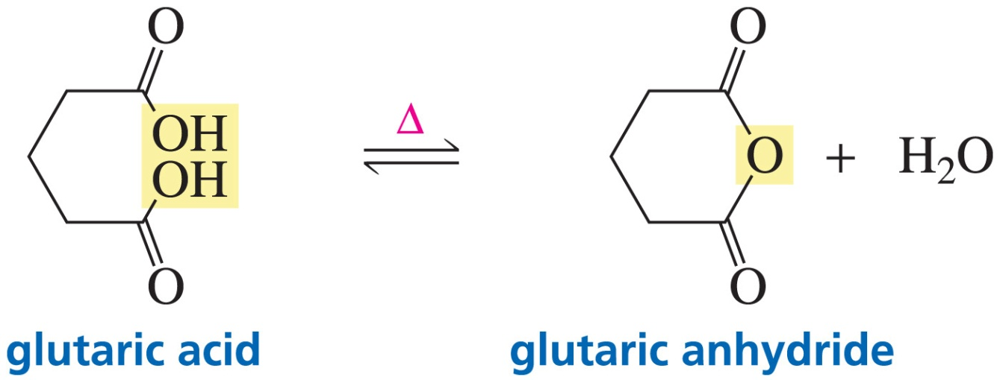 O O
OH Δ
OH O + H₂O
O O
glutaric acid glutaric anhydride